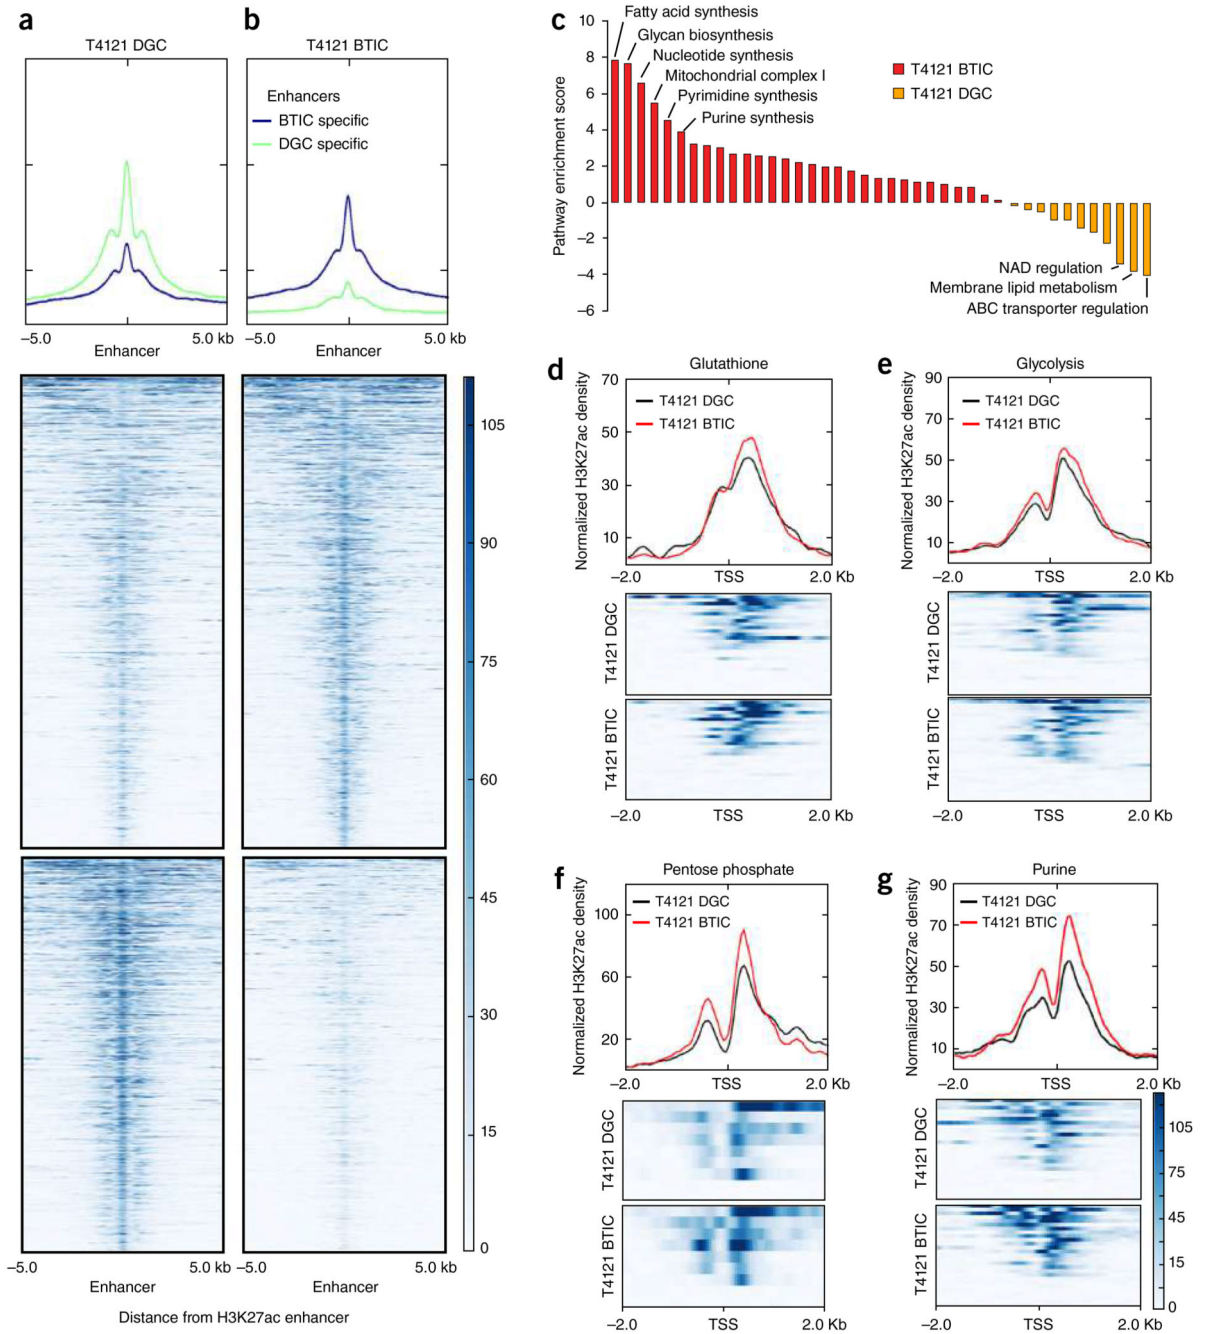 a
T4121 DGC
−5.0
5.0 kb
Enhancer
b
T4121 BTIC
Enhancers
BTIC specific
DGC specific
−5.0
5.0 kb
Enhancer
105
90
75
60
45
30
15
0
−5.0
5.0 kb
−5.0
5.0 kb
Enhancer
Enhancer
Distance from H3K27ac enhancer
c
Pathway enrichment score
10
8
6
4
2
0
−2
−4
−6
Fatty acid synthesis
Glycan biosynthesis
Nucleotide synthesis
Mitochondrial complex I
Pyrimidine synthesis
Purine synthesis
T4121 BTIC
T4121 DGC
NAD regulation
Membrane lipid metabolism
ABC transporter regulation
d
Glutathione
Normalized H3K27ac density
70
50
30
10
T4121 DGC
T4121 BTIC
−2.0
TSS
2.0 Kb
T4121 DGC
T4121 BTIC
−2.0
TSS
2.0 Kb
e
Glycolysis
Normalized H3K27ac density
90
70
50
30
10
T4121 DGC
T4121 BTIC
−2.0
TSS
2.0 Kb
T4121 DGC
T4121 BTIC
−2.0
TSS
2.0 Kb
f
Pentose phosphate
Normalized H3K27ac density
100
60
20
T4121 DGC
T4121 BTIC
−2.0
TSS
2.0 Kb
T4121 DGC
T4121 BTIC
−2.0
TSS
2.0 Kb
g
Purine
Normalized H3K27ac density
90
70
50
30
10
T4121 DGC
T4121 BTIC
−2.0
TSS
2.0 Kb
T4121 DGC
T4121 BTIC
−2.0
TSS
2.0 Kb
105
75
45
15
0